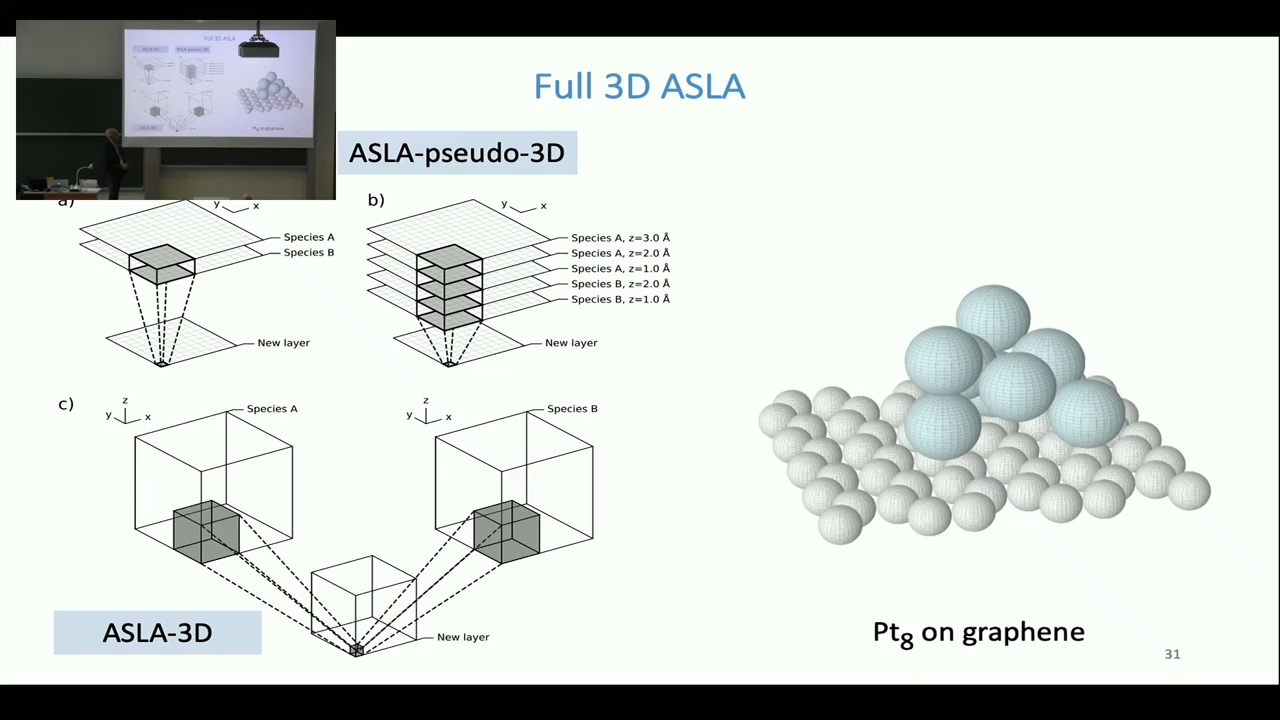 Full 3D ASLA
ASLA-pseudo-3D
a)
y
x
Species A
Species B
New layer
b)
y
x
Species A, z=3.0 Å
Species A, z=2.0 Å
Species A, z=1.0 Å
Species B, z=2.0 Å
Species B, z=1.0 Å
New layer
c)
z
y
x
Species A
z
y
x
Species B
New layer
ASLA-3D
Pt8 on graphene
31